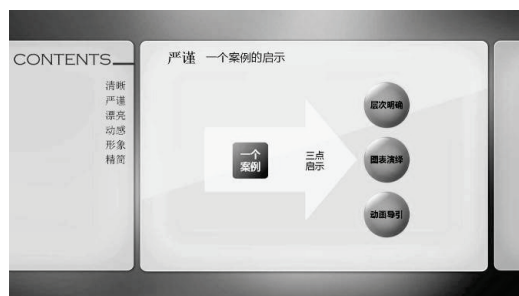 CONTENTS
清晰
严谨
漂亮
动感
形象
精简
严谨 一个案例的启示
一个
案例
三点
启示
层次明确
图表演绎
动画导引